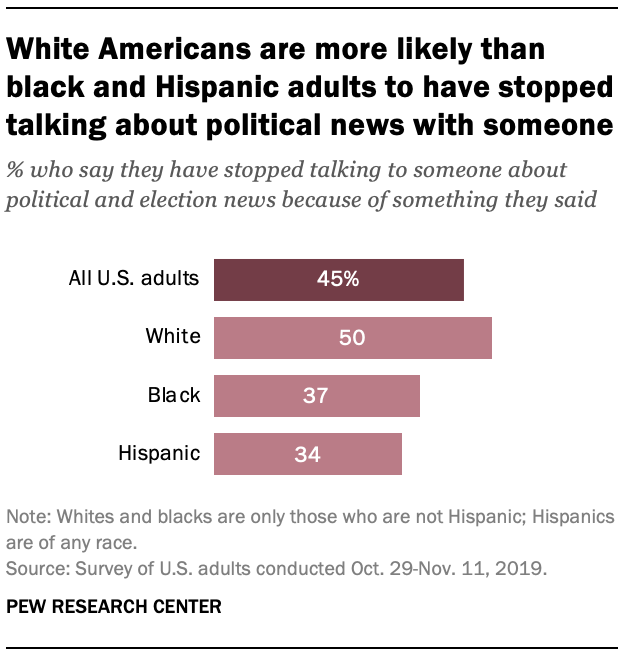 White Americans are more likely than
black and Hispanic adults to have stopped
talking about political news with someone
% who say they have stopped talking to someone about
political and election news because of something they said
All U.S. adults 45%
White 50
Black 37
Hispanic 34
Note: Whites and blacks are only those who are not Hispanic; Hispanics
are of any race.
Source: Survey of U.S. adults conducted Oct. 29-Nov. 11, 2019.
PEW RESEARCH CENTER